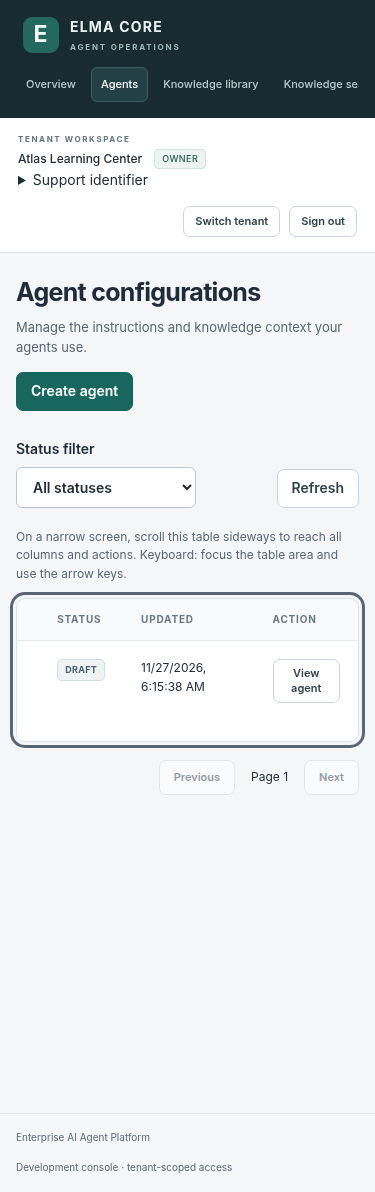 E
ELMA CORE
AGENT OPERATIONS
Overview
Agents
Knowledge library
Knowledge se
TENANT WORKSPACE
Atlas Learning Center
OWNER
Support identifier
Switch tenant
Sign out
Agent configurations
Manage the instructions and knowledge context your
agents use.
Create agent
Status filter
All statuses
Refresh
On a narrow screen, scroll this table sideways to reach all
columns and actions. Keyboard: focus the table area and
use the arrow keys.
STATUS
UPDATED
ACTION
DRAFT
11/27/2026,
6:15:38 AM
View
agent
Previous
Page 1
Next
Enterprise AI Agent Platform
Development console · tenant-scoped access